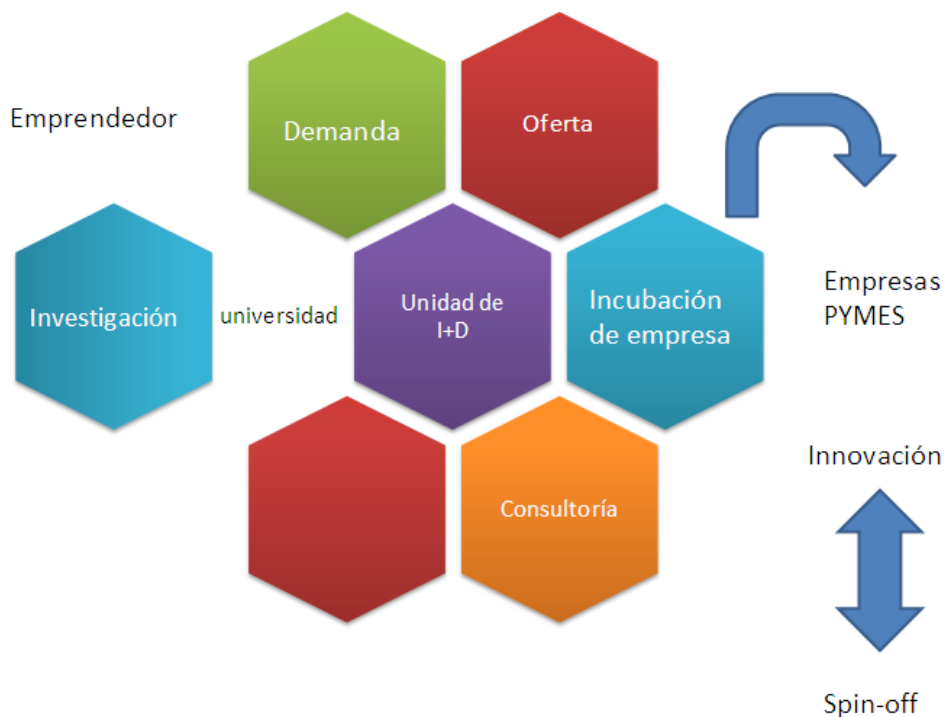 Emprendedor
Demanda
Oferta
Investigación
universidad
Unidad de
I+D
Incubación
de empresa
Empresas
PYMES
Innovación
Consultoría
Spin-off